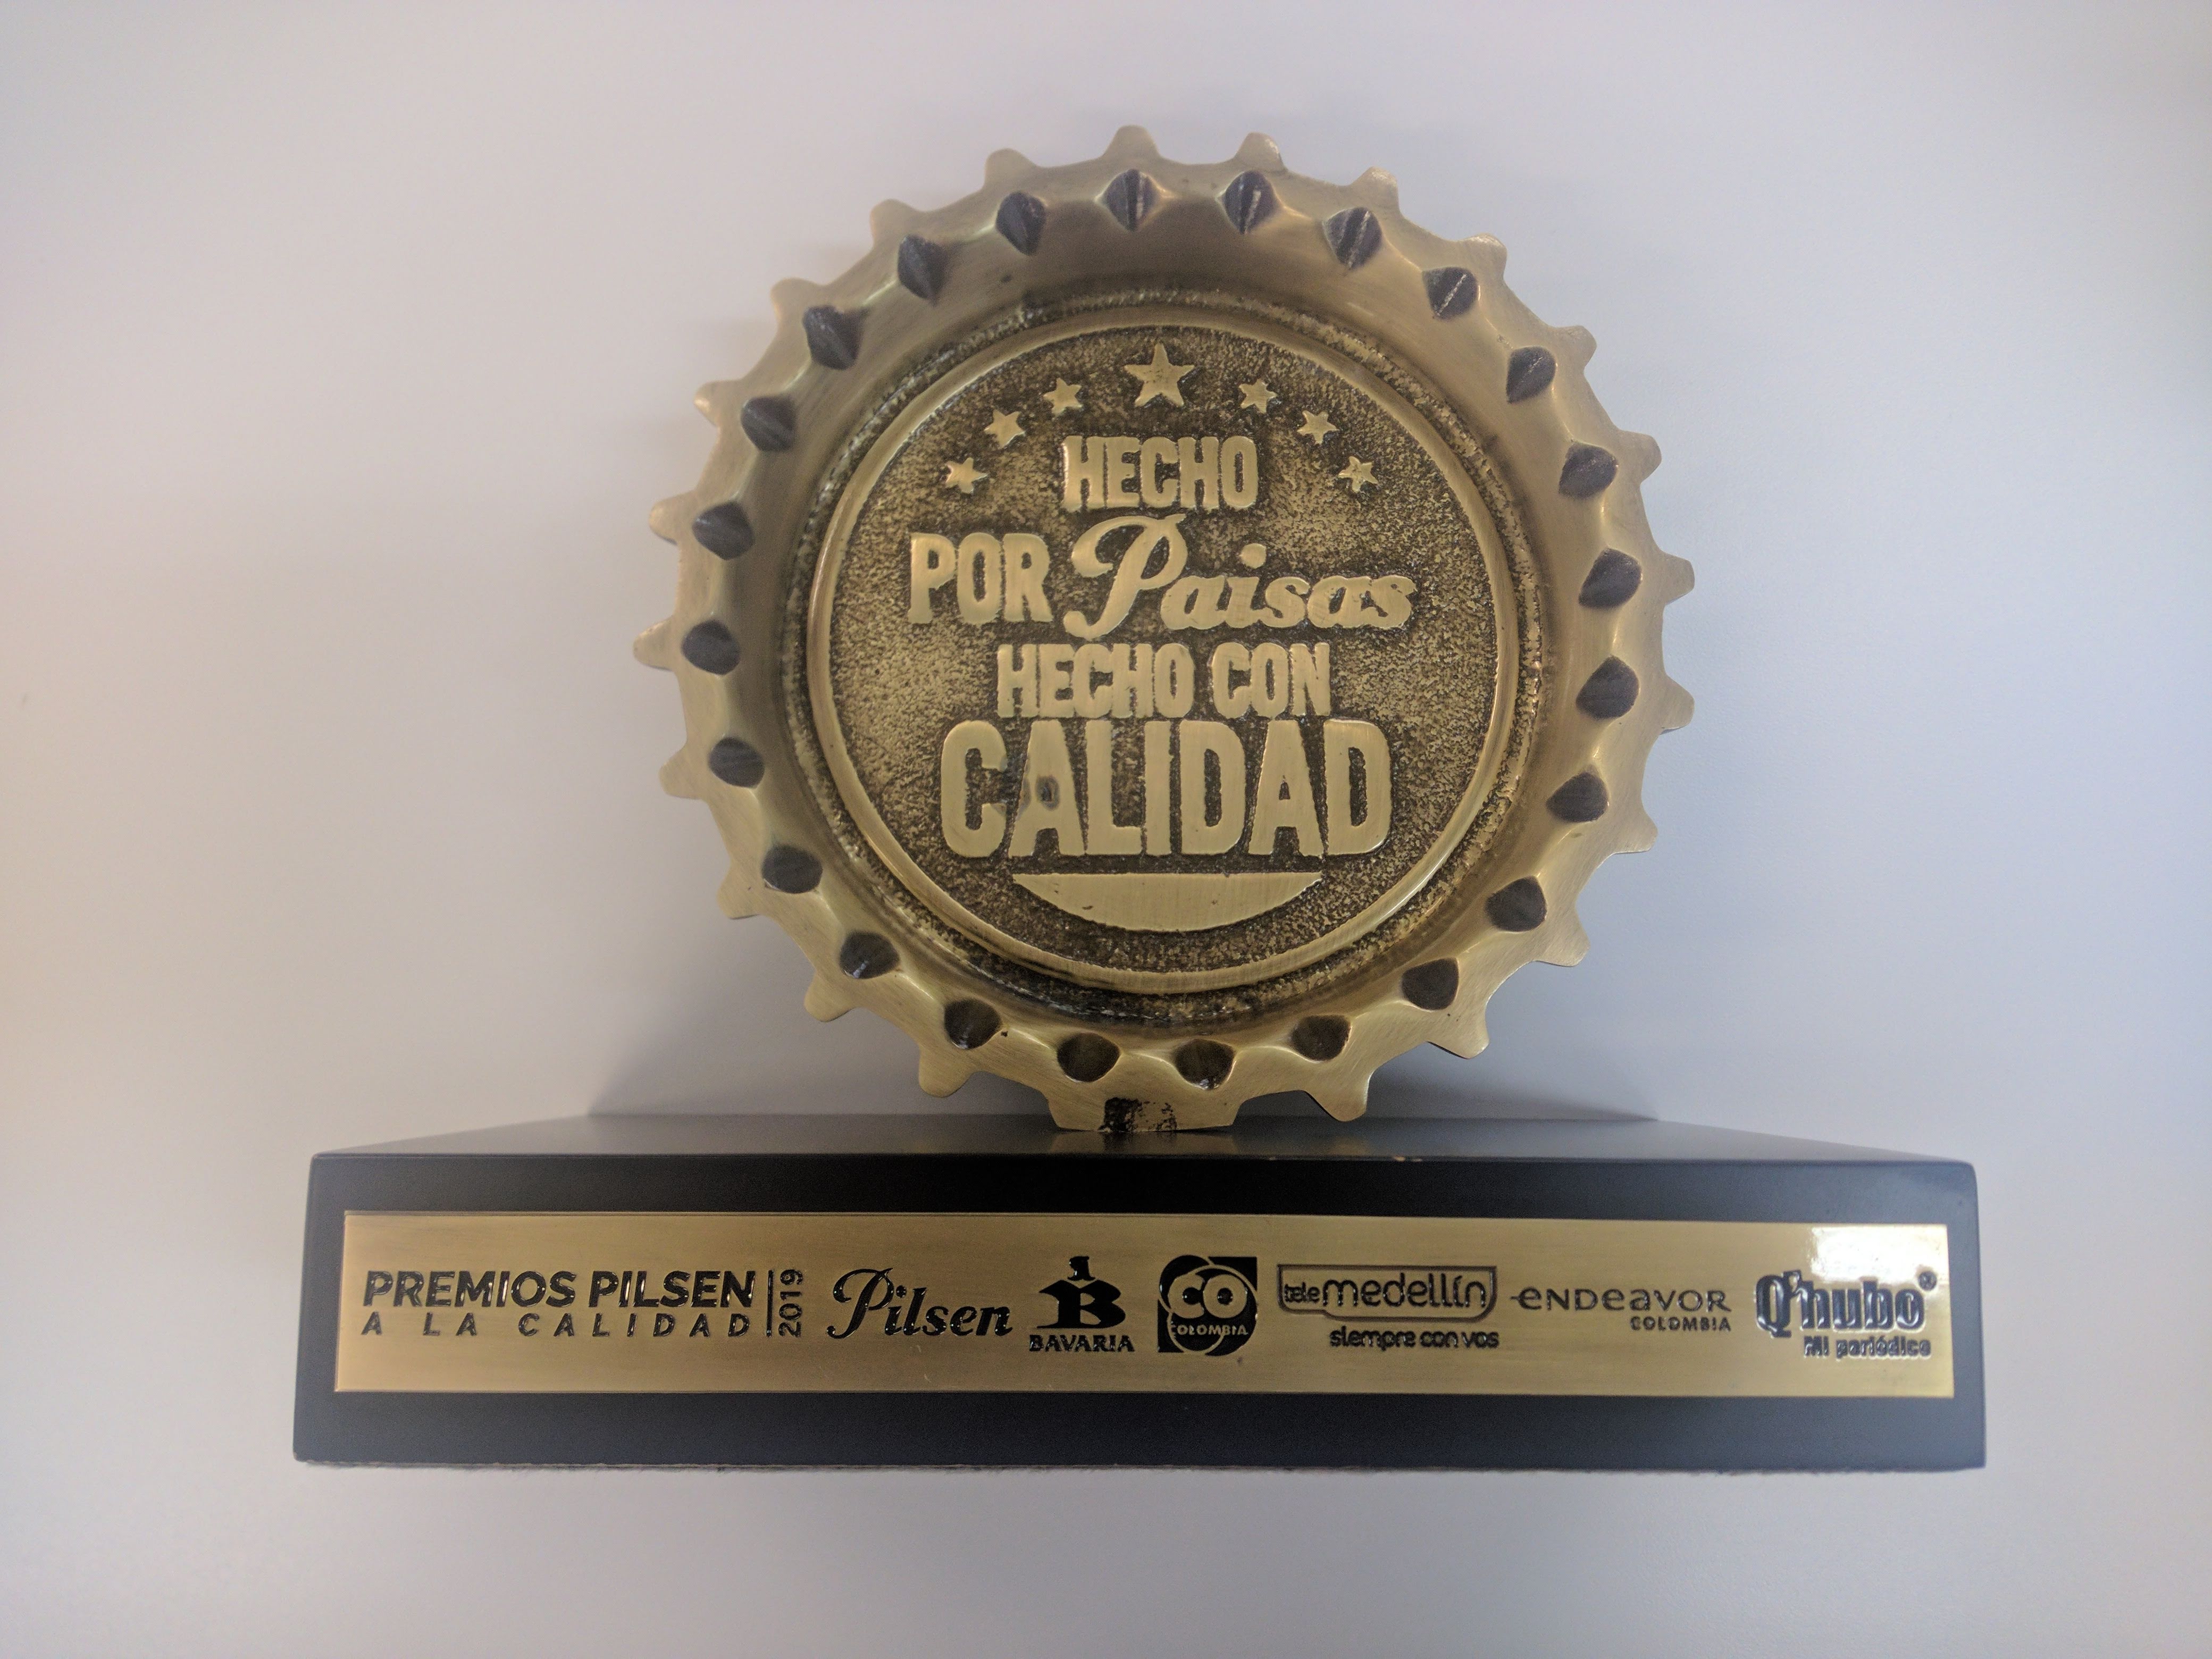 HECHO
POR Paisas
HECHO CON
CALIDAD
PREMIOS PILSEN
A LA CALIDAD
2019
Pilsen
B
BAVARIA
CO
COLOMBIA
telemedellín
siempre con vos
enDeavor
COLOMBIA
Q'hubo®
Mi periódico